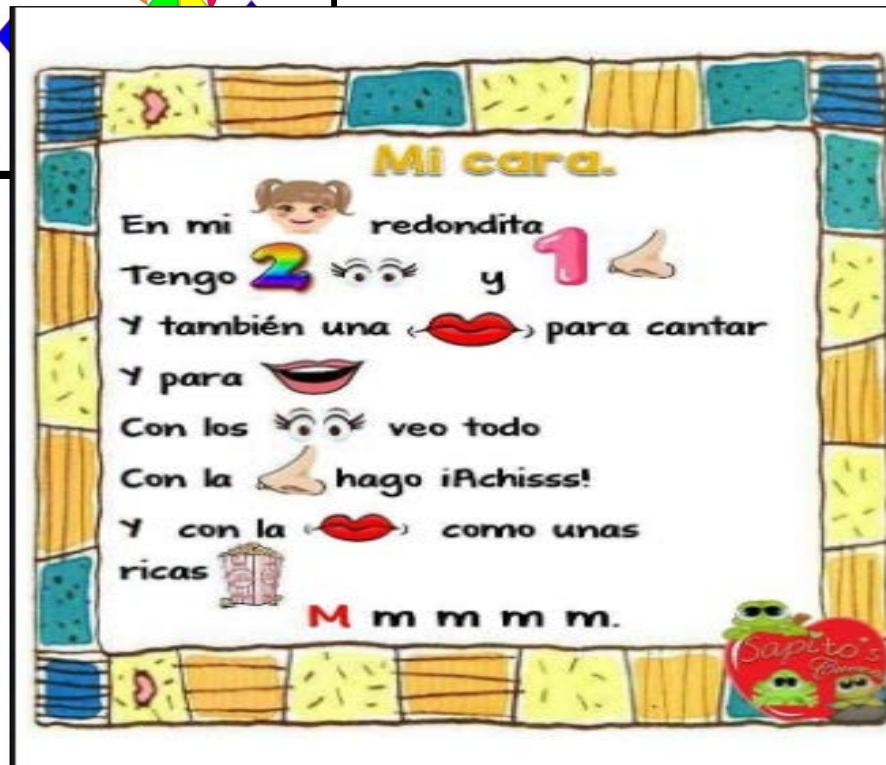 Mi cara.
En mi redondita
Tengo 2 y 1
Y también una para cantar
Y para
Con los veo todo
Con la hago ¡Achisss!
Y con la como unas
ricas
M m m m m.
Sapito's